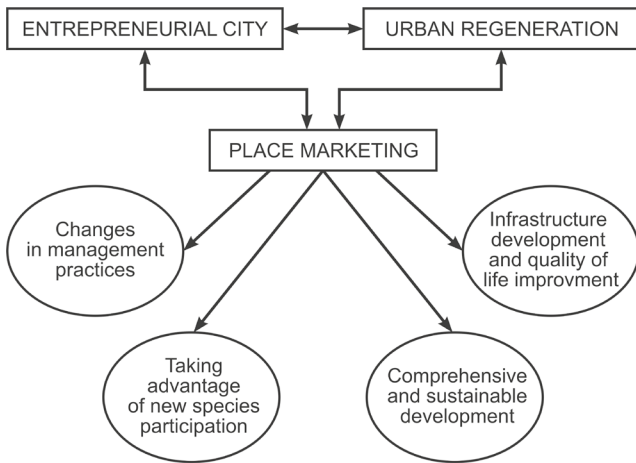 ENTREPRENEURIAL CITY
URBAN REGENERATION
PLACE MARKETING
Changes
in management
practices
Infrastructure
development
and quality of
life improvment
Taking
advantage
of new species
participation
Comprehensive
and sustainable
development